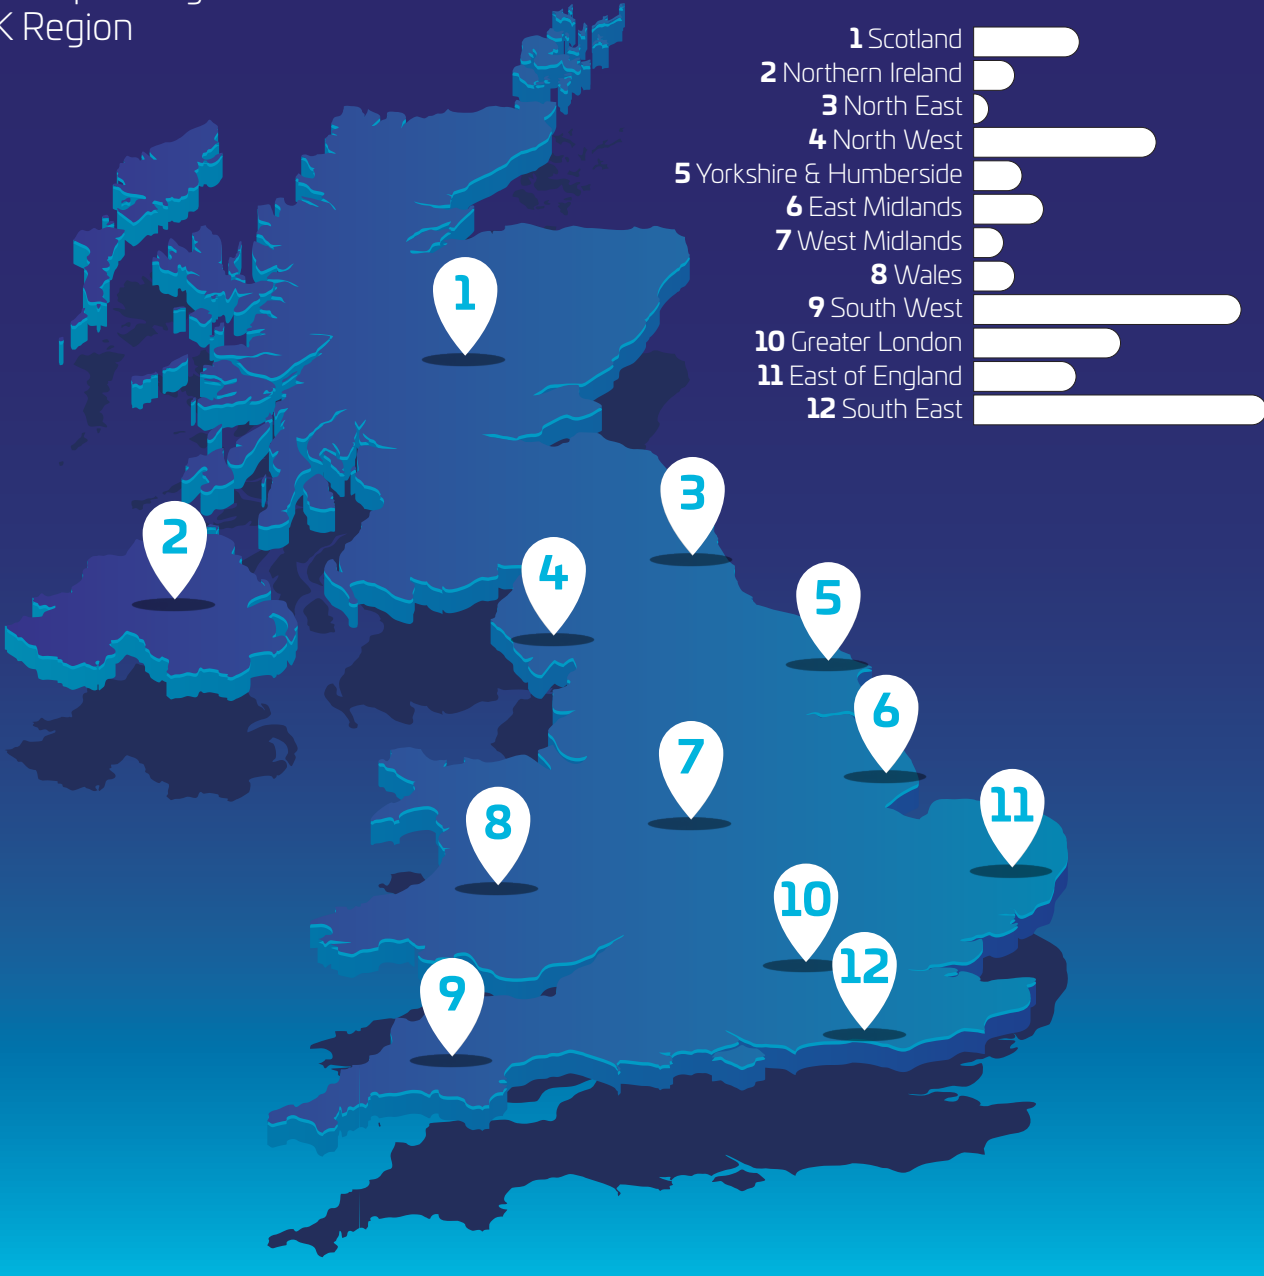 K Region
1 Scotland
2 Northern Ireland
3 North East
4 North West
5 Yorkshire & Humberside
6 East Midlands
7 West Midlands
8 Wales
9 South West
10 Greater London
11 East of England
12 South East
1
3
2
4
5
6
7
11
8
10
12
9